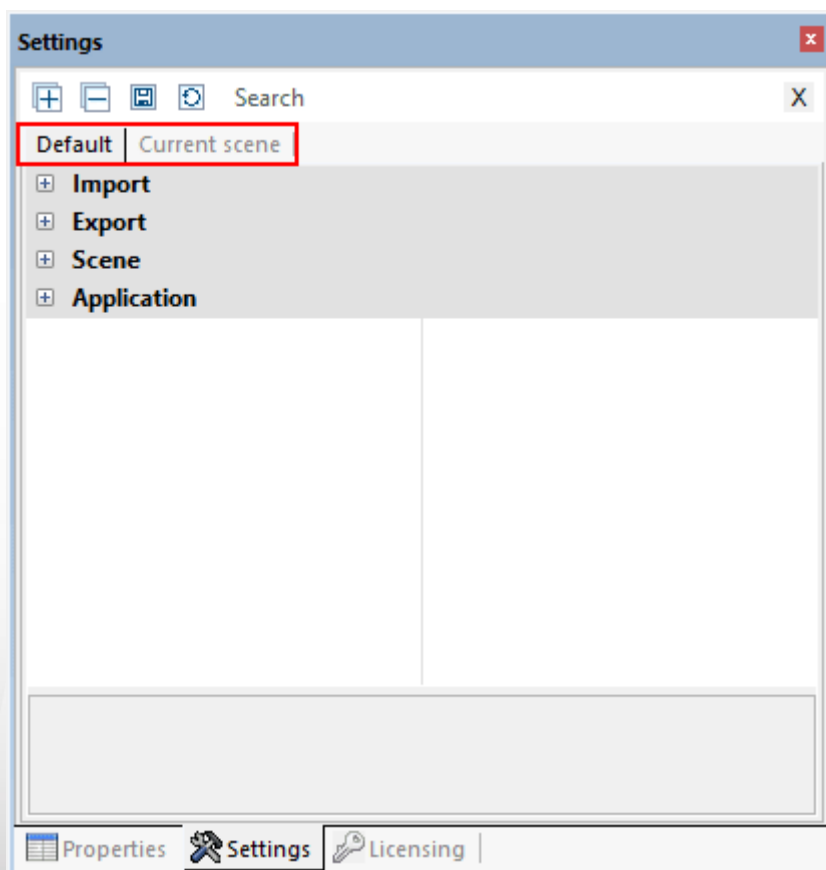 Settings
Search X
Default Current scene
Import
Export
Scene
Application
Properties Settings Licensing